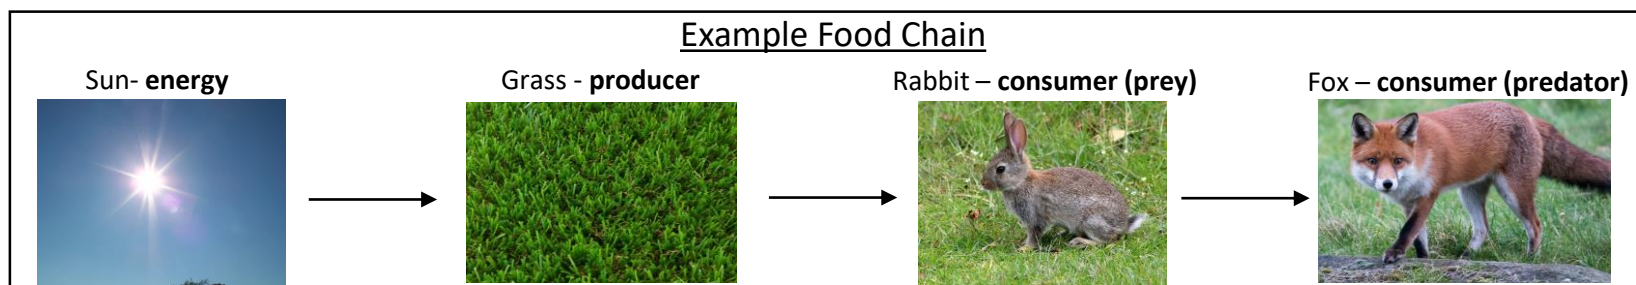 Example Food Chain
Sun- energy
Grass - producer
Rabbit – consumer (prey)
Fox – consumer (predator)